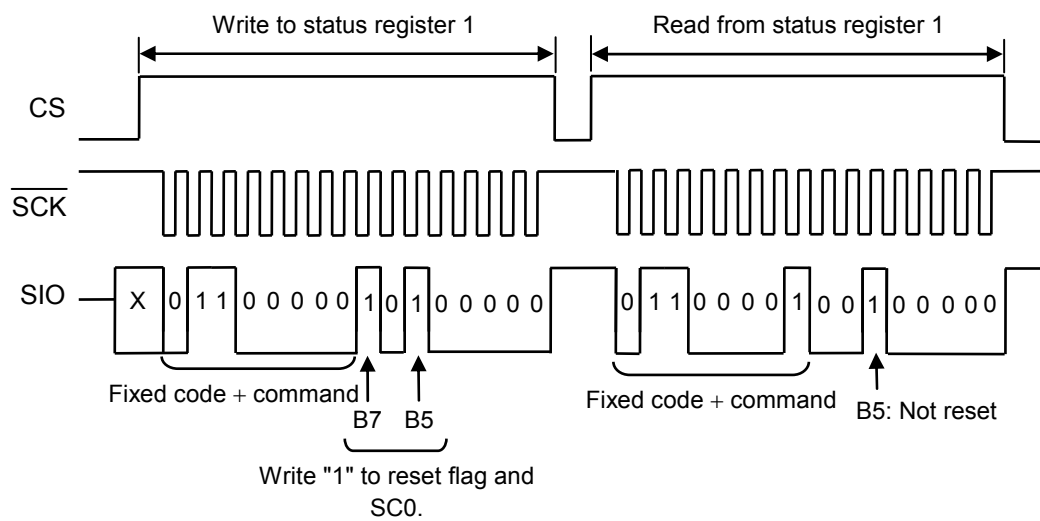 Write to status register 1 Read from status register 1
CS
SCK
SIO X 0 1 1 0 0 0 0 0 1 0 1 0 0 0 0 0 0 1 1 0 0 0 0 1 0 0 1 0 0 0 0 0
Fixed code + command Fixed code + command
B7 B5 B5: Not reset
Write "1" to reset flag and
SC0.